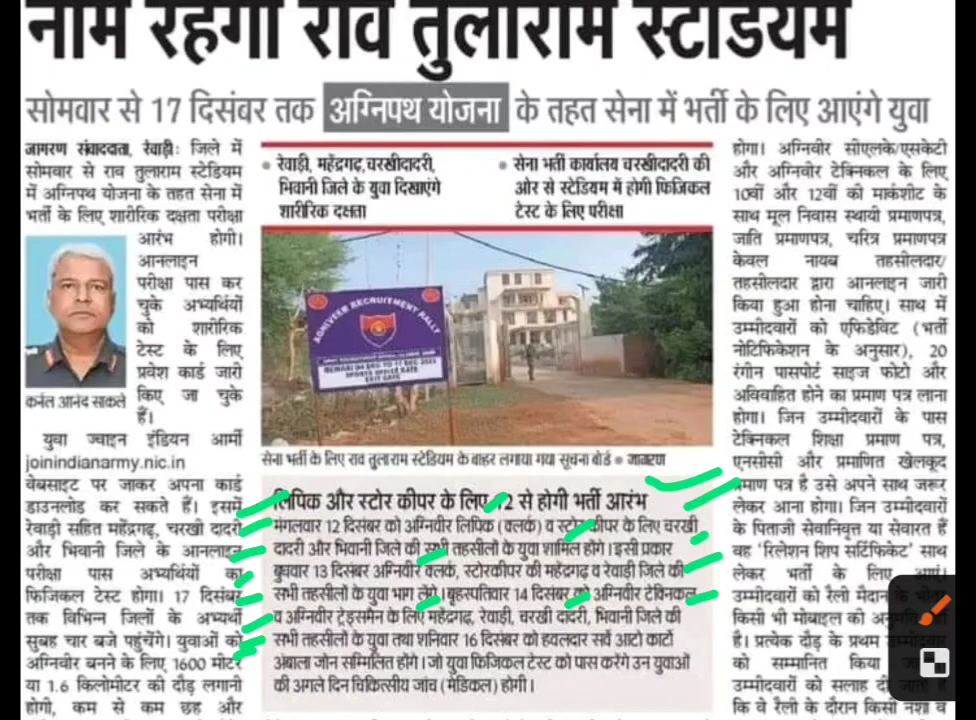 नाम रहेगा राव तुलाराम स्टेडियम
सोमवार से 17 दिसंबर तक अग्निपथ योजना के तहत सेना में भर्ती के लिए आएंगे युवा
जागरण संवाददाता, रेवाड़ी: जिले में
सोमवार से राव तुलाराम स्टेडियम
में अग्निपथ योजना के तहत सेना में
भर्ती के लिए शारीरिक दक्षता परीक्षा
आरंभ होगी।
आनलाइन
परीक्षा पास कर
चुके अभ्यर्थियों
को शारीरिक
टेस्ट के लिए
प्रवेश कार्ड जारी
किए जा चुके
हैं।
कर्नल आनंद साकले
युवा ज्वाइन इंडियन आर्मी
joinindianarmy.nic.in
वेबसाइट पर जाकर अपना कार्ड
डाउनलोड कर सकते हैं। इसमें
रेवाड़ी सहित महेंद्रगढ़, चरखी दादरी
और भिवानी जिले के आनलाइन
परीक्षा पास अभ्यर्थियों का
फिजिकल टेस्ट होगा। 17 दिसंबर
तक विभिन्न जिलों के अभ्यर्थी
सुबह चार बजे पहुंचेंगे। युवाओं को
अग्निवीर बनने के लिए 1600 मीटर
या 1.6 किलोमीटर की दौड़ लगानी
होगी, कम से कम छह और
रेवाड़ी, महेंद्रगढ़, चरखीदादरी,
भिवानी जिले के युवा दिखाएंगे
शारीरिक दक्षता
सेना भर्ती कार्यालय चरखीदादरी की
ओर से स्टेडियम में होगी फिजिकल
टेस्ट के लिए परीक्षा
AGNIVEER RECRUITMENT RALLY
सेना भर्ती के लिए राव तुलाराम स्टेडियम के बाहर लगाया गया सूचना बोर्ड ● जागरण
लिपिक और स्टोर कीपर के लिए 12 से होगी भर्ती आरंभ
मंगलवार 12 दिसंबर को अग्निवीर लिपिक (क्लर्क) व स्टोर कीपर के लिए चरखी
दादरी और भिवानी जिले की सभी तहसीलों के युवा शामिल होंगे। इसी प्रकार
बुधवार 13 दिसंबर अग्निवीर क्लर्क, स्टोरकीपर की महेंद्रगढ़ व रेवाड़ी जिले की
सभी तहसीलों के युवा भाग लेंगे। बृहस्पतिवार 14 दिसंबर को अग्निवीर टेक्निकल
व अग्निवीर ट्रेड्समैन के लिए महेंद्रगढ़, रेवाड़ी, चरखी दादरी, भिवानी जिले की
सभी तहसीलों के युवा तथा शनिवार 16 दिसंबर को हवलदार सर्वे आटो कार्टो
अंबाला जोन सम्मिलित होंगे। जो युवा फिजिकल टेस्ट को पास करेंगे उन युवाओं
की अगले दिन चिकित्सीय जांच (मेडिकल) होगी।
होगा। अग्निवीर सीएलके/एसकेटी
और अग्निवीर टेक्निकल के लिए
10वीं और 12वीं की मार्कशीट के
साथ मूल निवास स्थायी प्रमाणपत्र,
जाति प्रमाणपत्र, चरित्र प्रमाणपत्र
केवल नायब तहसीलदार/
तहसीलदार द्वारा आनलाइन जारी
किया हुआ होना चाहिए। साथ में
उम्मीदवारों को एफिडेविट (भर्ती
नोटिफिकेशन के अनुसार), 20
रंगीन पासपोर्ट साइज फोटो और
अविवाहित होने का प्रमाण पत्र लाना
होगा। जिन उम्मीदवारों के पास
टेक्निकल शिक्षा प्रमाण पत्र,
एनसीसी और प्रमाणित खेलकूद
प्रमाण पत्र है उसे अपने साथ जरूर
लेकर आना होगा। जिन उम्मीदवारों
के पिताजी सेवानिवृत्त या सेवारत हैं
वह 'रिलेशन शिप सर्टिफिकेट' साथ
लेकर भर्ती के लिए आएं।
उम्मीदवारों को रैली मैदान के भीतर
किसी भी मोबाइल की अनुमति
है। प्रत्येक दौड़ के प्रथम
को सम्मानित किया
उम्मीदवारों को सलाह दी
कि वे रैली के दौरान किसी नशा व